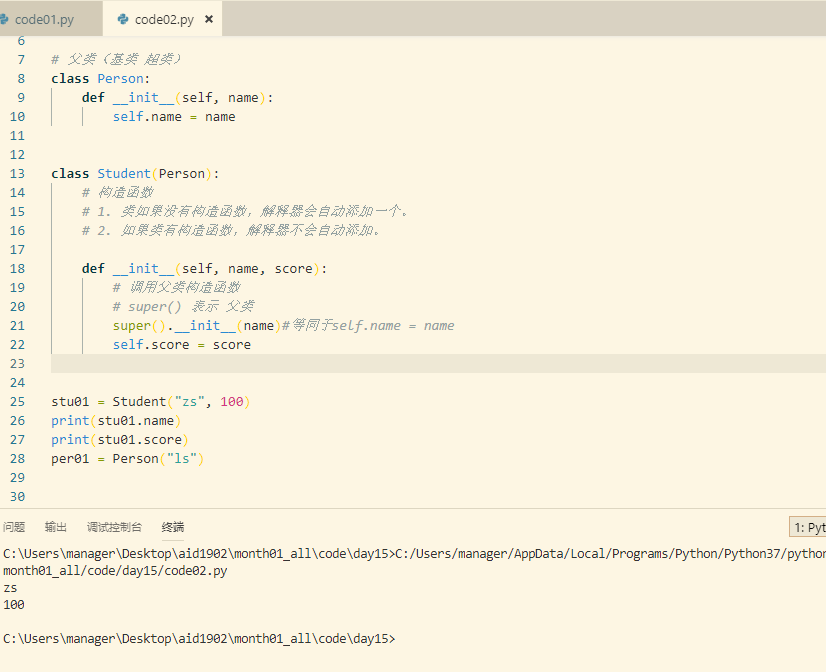 code01.py code02.py ×
6
7 # 父类（基类 超类）
8 class Person:
9 def __init__(self, name):
10 self.name = name
11
12
13 class Student(Person):
14 # 构造函数
15 # 1. 类如果没有构造函数，解释器会自动添加一个。
16 # 2. 如果类有构造函数，解释器不会自动添加。
17
18 def __init__(self, name, score):
19 # 调用父类构造函数
20 # super() 表示 父类
21 super().__init__(name)#等同于self.name = name
22 self.score = score
23
24
25 stu01 = Student("zs", 100)
26 print(stu01.name)
27 print(stu01.score)
28 per01 = Person("ls")
29
30
问题 输出 调试控制台 终端 1: Pyt
C:\Users\manager\Desktop\aid1902\month01_all\code\day15>C:/Users/manager/AppData/Local/Programs/Python/Python37/python
month01_all/code/day15/code02.py
zs
100
C:\Users\manager\Desktop\aid1902\month01_all\code\day15>